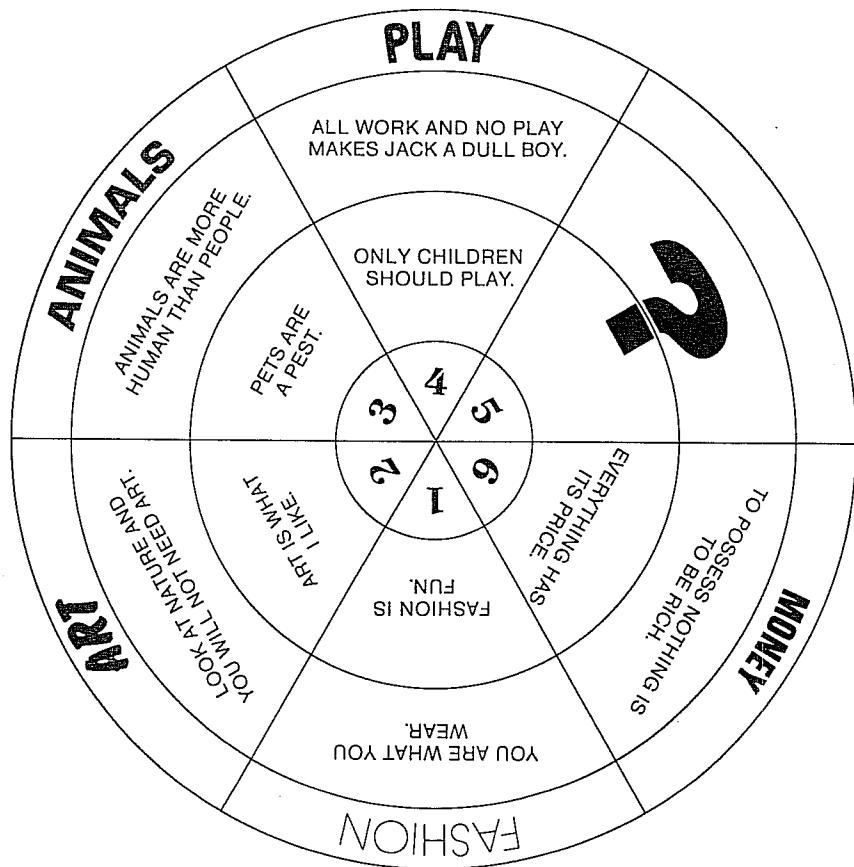 PLAY
ALL WORK AND NO PLAY
MAKES JACK A DULL BOY.
ONLY CHILDREN
SHOULD PLAY.
4
?
5
MONEY
TO POSSESS NOTHING IS
TO BE RICH.
EVERYTHING HAS
ITS PRICE.
6
FASHION
YOU ARE WHAT YOU
WEAR.
FASHION IS
FUN.
1
ART
LOOK AT NATURE AND
YOU WILL NOT NEED ART.
ART IS WHAT
I LIKE.
2
ANIMALS
ANIMALS ARE MORE
HUMAN THAN PEOPLE.
PETS ARE
A PEST.
3